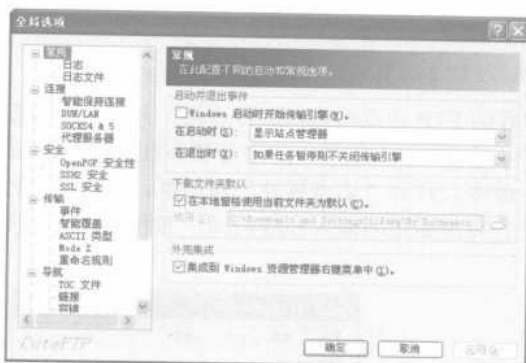 全局选项
常规
日志
日志文件
连接
智能保持连接
DUN/LAN
SOCKS4 & 5
代理服务器
安全
OpenPGP 安全性
SSH2 安全
SSL 安全
传输
事件
智能覆盖
ASCII 类型
Mode Z
重命名规则
导航
TOC 文件
链接
常规
在此配置不同的启动和常规选项。
启动并退出事件
Windows 启动时开始传输引擎(W)。
在启动时(S): 显示站点管理器
在退出时(U): 如果任务暂停则不关闭传输引擎
下载文件夹默认
在本地窗格使用当前文件夹为默认(C)。
外壳集成
集成到 Windows 资源管理器右键菜单中(I)。
CuteFTP
确定
取消